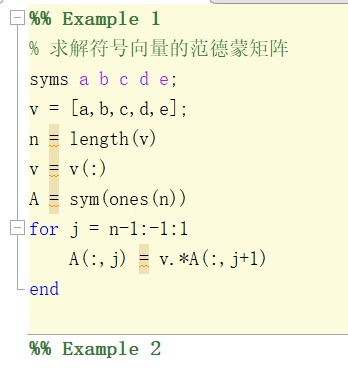 %% Example 1
% 求解符号向量的范德蒙矩阵
syms a b c d e;
v = [a,b,c,d,e];
n = length(v)
v = v(:)
A = sym(ones(n))
for j = n-1:-1:1
    A(:,j) = v.*A(:,j+1)
end
%% Example 2